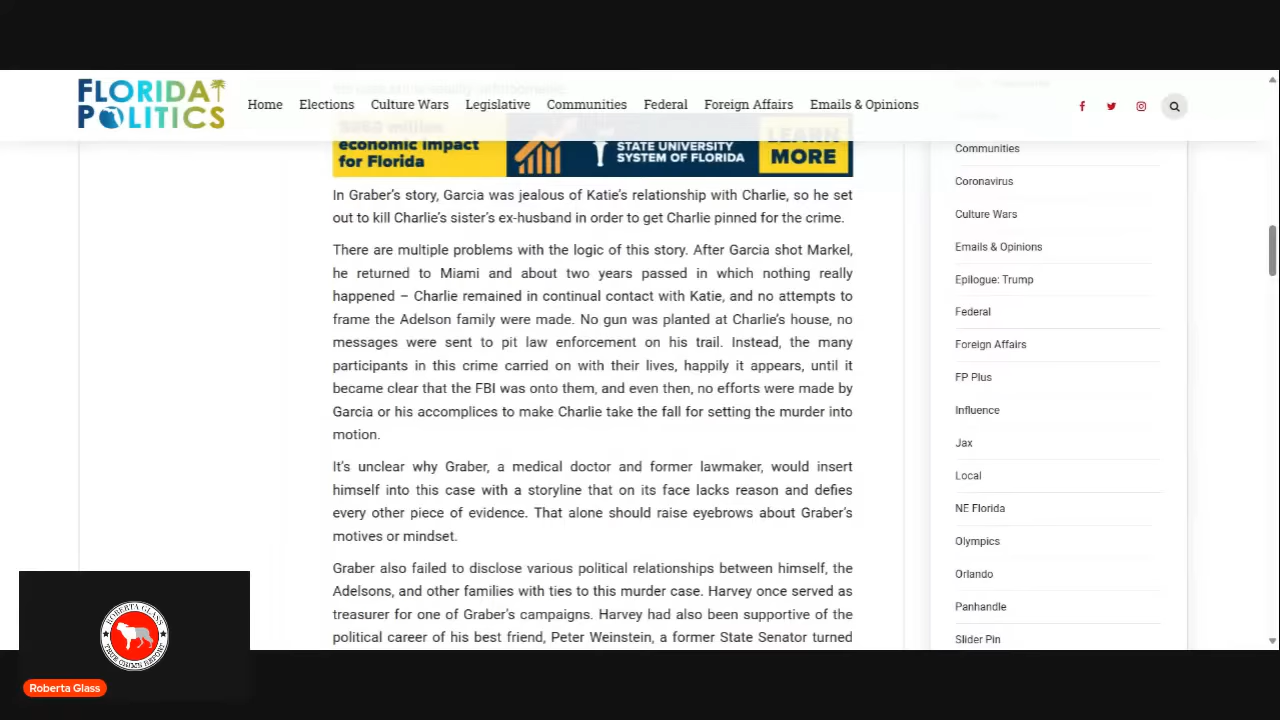 FLORIDA
POLITICS
Home Elections Culture Wars Legislative Communities Federal Foreign Affairs Emails & Opinions
economic impact
for Florida
STATE UNIVERSITY
SYSTEM OF FLORIDA
LEARN
MORE
In Graber's story, Garcia was jealous of Katie's relationship with Charlie, so he set
out to kill Charlie's sister's ex-husband in order to get Charlie pinned for the crime.
There are multiple problems with the logic of this story. After Garcia shot Markel,
he returned to Miami and about two years passed in which nothing really
happened – Charlie remained in continual contact with Katie, and no attempts to
frame the Adelson family were made. No gun was planted at Charlie's house, no
messages were sent to pit law enforcement on his trail. Instead, the many
participants in this crime carried on with their lives, happily it appears, until it
became clear that the FBI was onto them, and even then, no efforts were made by
Garcia or his accomplices to make Charlie take the fall for setting the murder into
motion.
It's unclear why Graber, a medical doctor and former lawmaker, would insert
himself into this case with a storyline that on its face lacks reason and defies
every other piece of evidence. That alone should raise eyebrows about Graber's
motives or mindset.
Graber also failed to disclose various political relationships between himself, the
Adelsons, and other families with ties to this murder case. Harvey once served as
treasurer for one of Graber's campaigns. Harvey had also been supportive of the
political career of his best friend, Peter Weinstein, a former State Senator turned
Communities
Coronavirus
Culture Wars
Emails & Opinions
Epilogue: Trump
Federal
Foreign Affairs
FP Plus
Influence
Jax
Local
NE Florida
Olympics
Orlando
Panhandle
Slider Pin
ROBERTA GLASS
TRUE CRIME REPORT
Roberta Glass